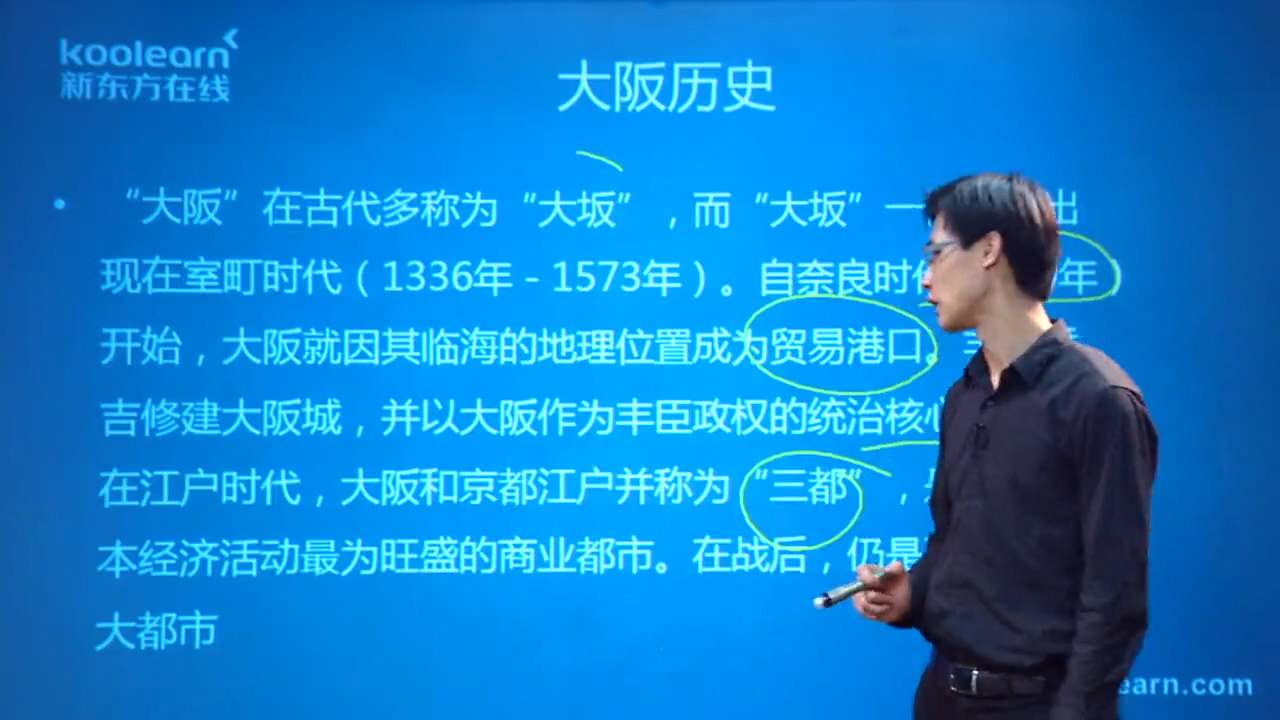 koolearn
新东方在线
大阪历史
• “大阪”在古代多称为“大坂”，而“大坂”一 出
现在室町时代（1336年－1573年）。自奈良时 年）
开始，大阪就因其临海的地理位置成为贸易港口。
吉修建大阪城，并以大阪作为丰臣政权的统治核
在江户时代，大阪和京都江户并称为“三都”，
本经济活动最为旺盛的商业都市。在战后，仍是
大都市
earn.com